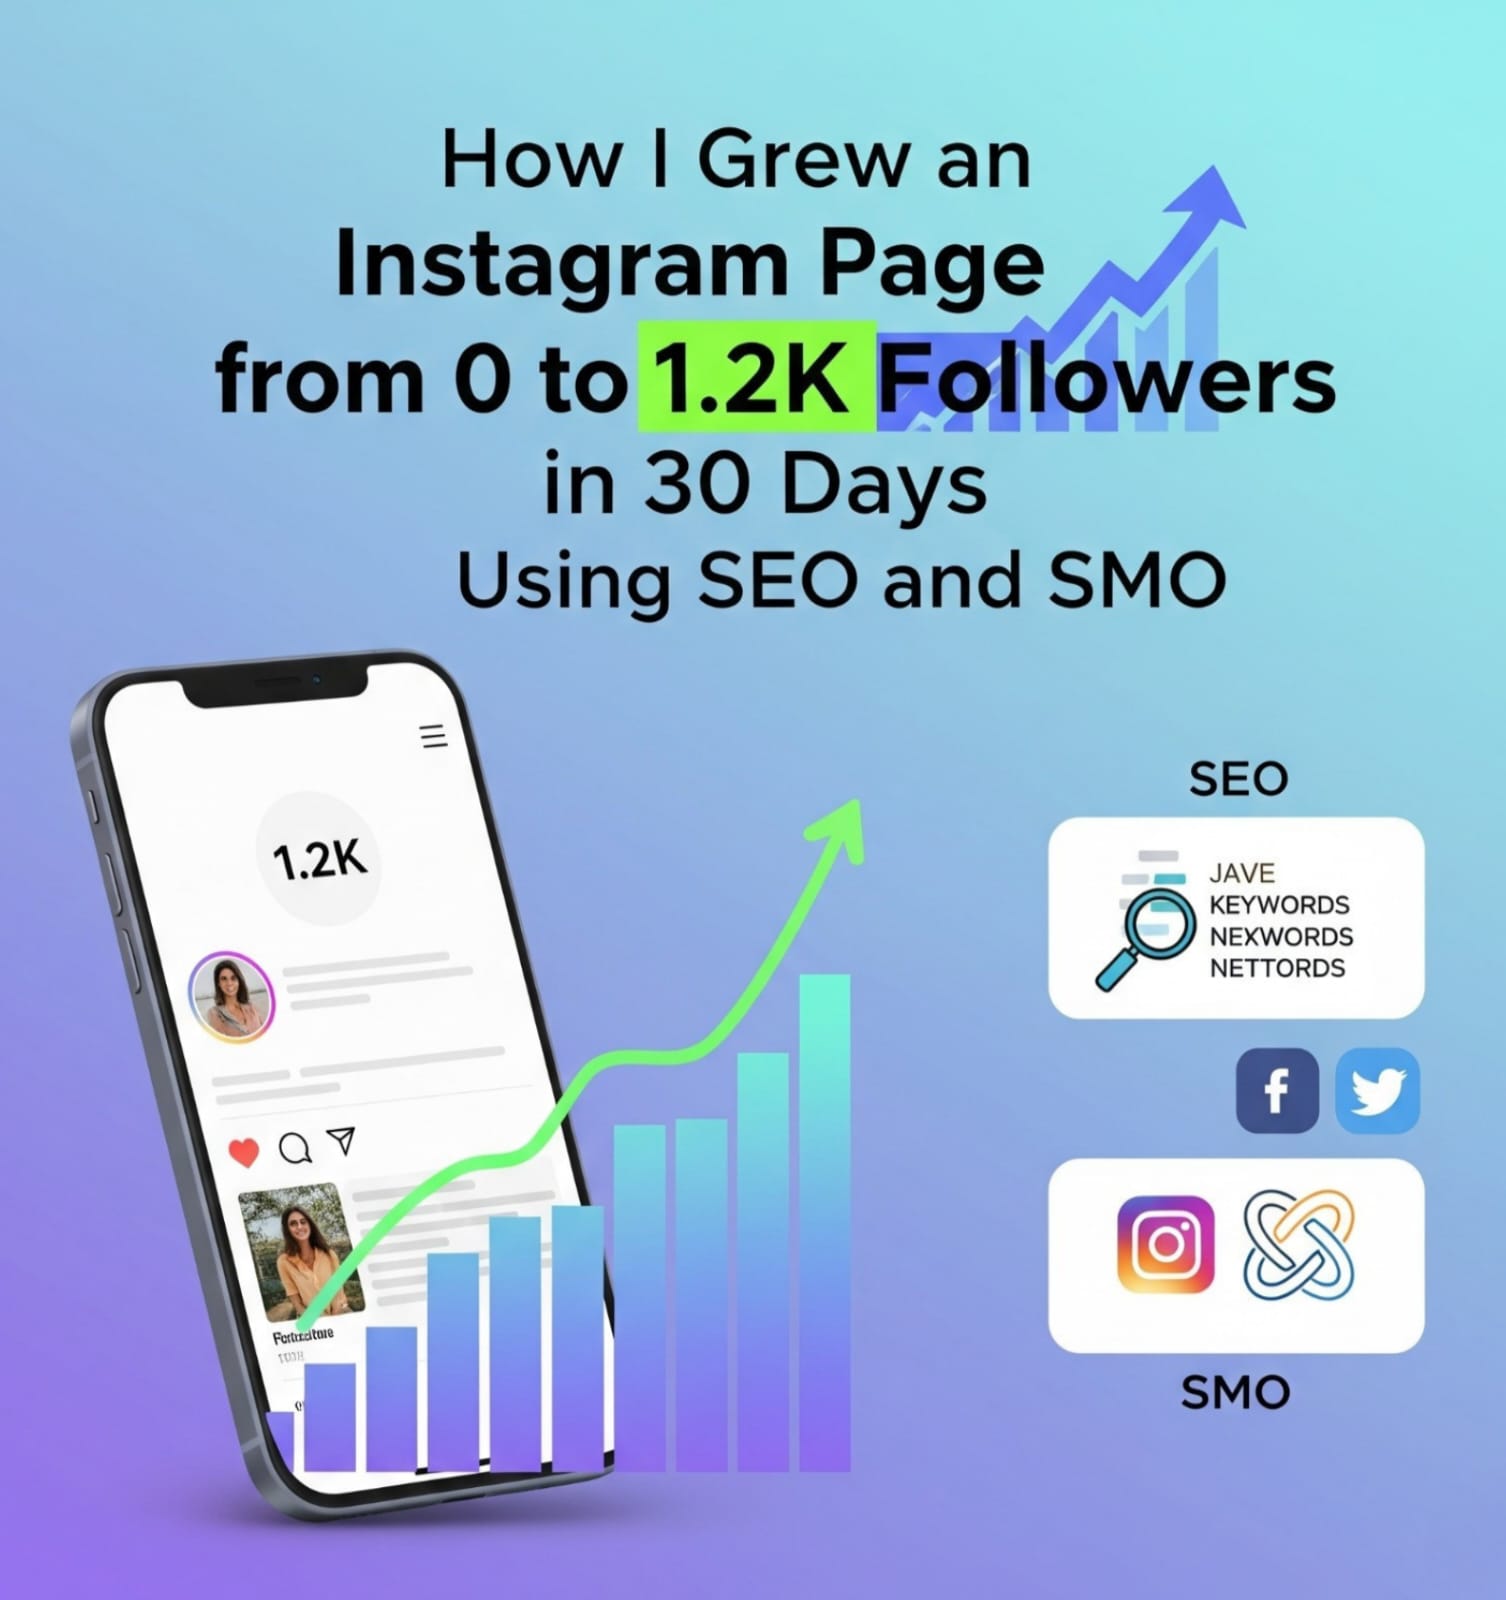 How I Grew an
Instagram Page
from 0 to 1.2K Followers
in 30 Days
Using SEO and SMO
1.2K
SEO
JAVE
KEYWORDS
NEXWORDS
NETTORDS
f
SMO